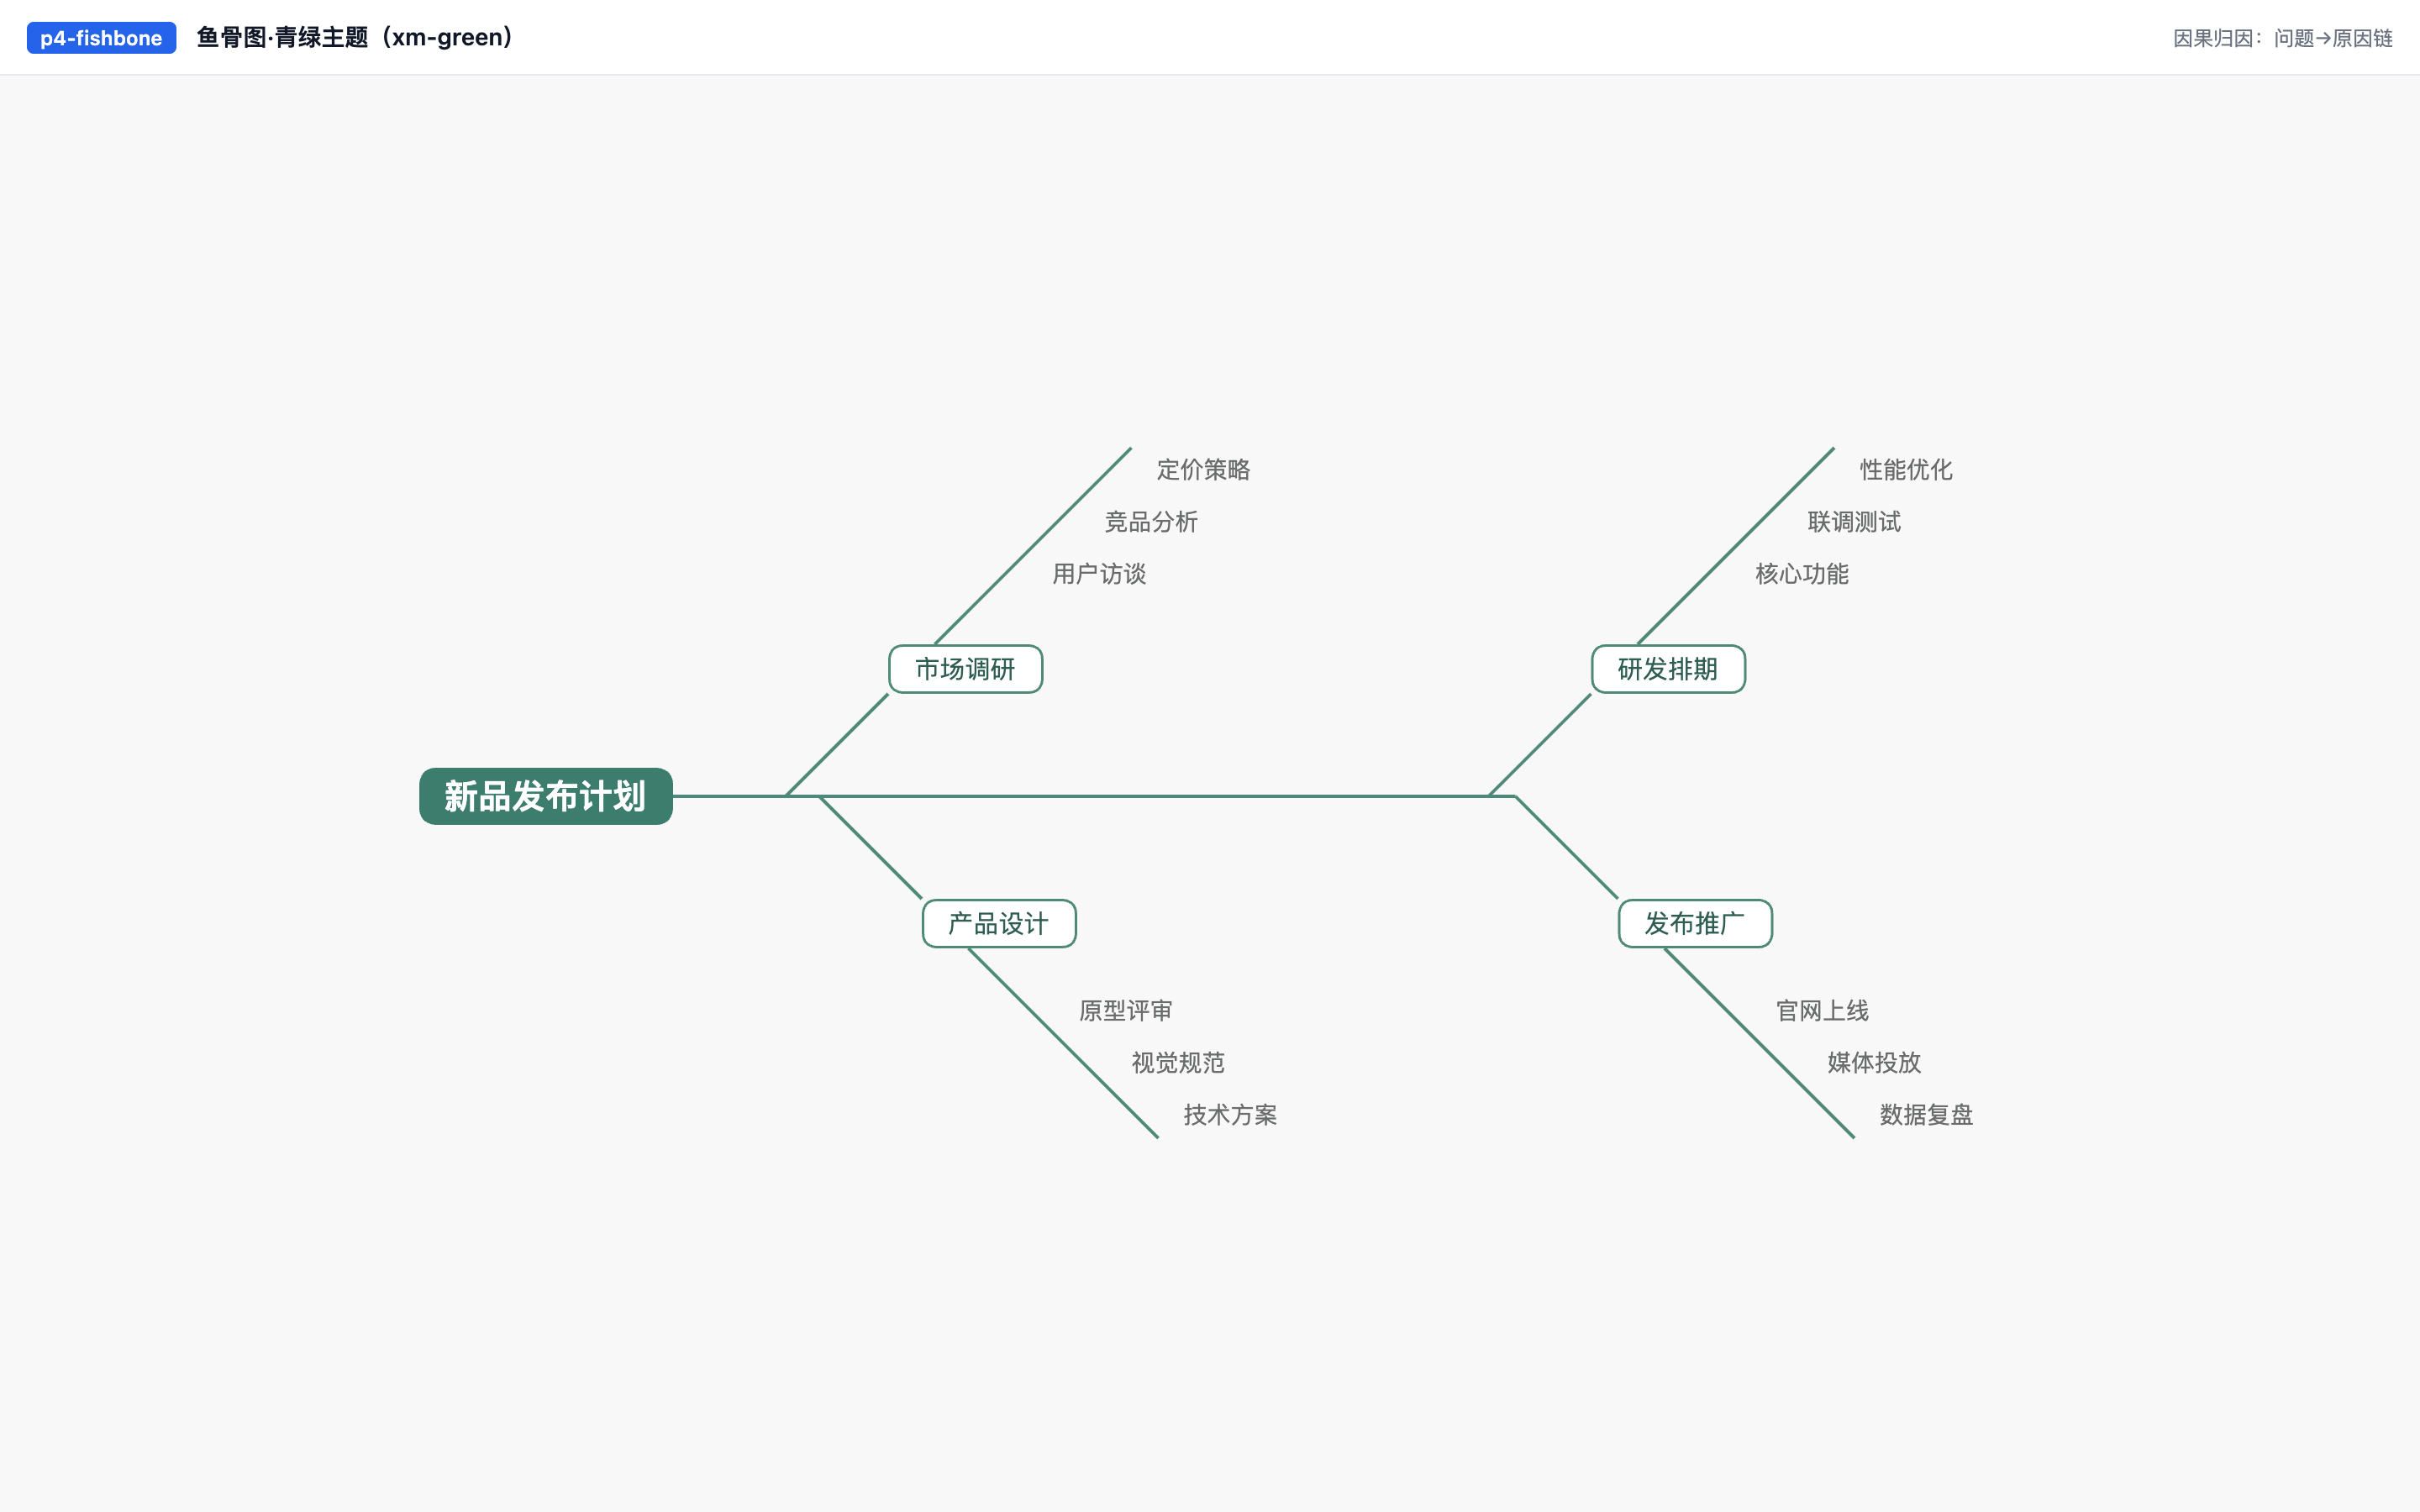 p4-fishbone
鱼骨图·青绿主题（xm-green）
因果归因：问题→原因链
定价策略
竞品分析
用户访谈
市场调研
性能优化
联调测试
核心功能
研发排期
新品发布计划
产品设计
原型评审
视觉规范
技术方案
发布推广
官网上线
媒体投放
数据复盘